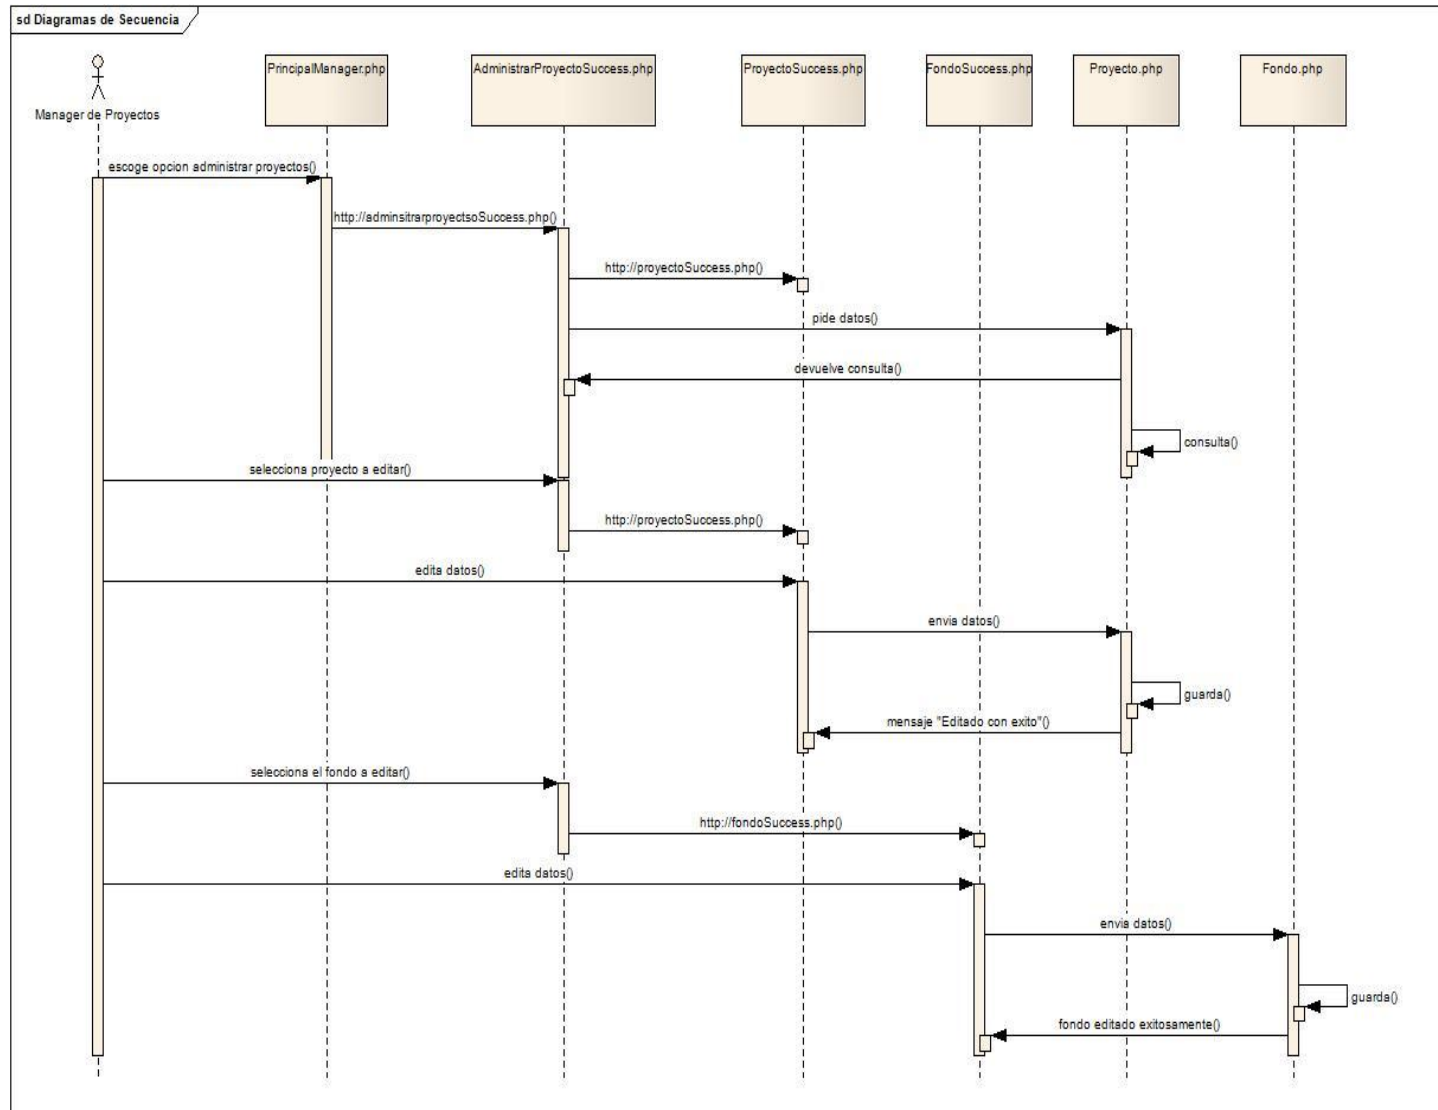 sd Diagramas de Secuencia
Manager de Proyectos
PrincipalManager.php
AdministrarProyectoSuccess.php
ProyectoSuccess.php
FondoSuccess.php
Proyecto.php
Fondo.php
escoge opcion administrar proyectos()
http://adminsitrarproyectsoSuccess.php()
http://proyectoSuccess.php()
pide datos()
devuelve consulta()
consulta()
selecciona proyecto a editar()
http://proyectoSuccess.php()
edita datos()
envia datos()
guarda()
mensaje "Editado con exito"()
selecciona el fondo a editar()
http://fondoSuccess.php()
edita datos()
envia datos()
guarda()
fondo editado exitosamente()